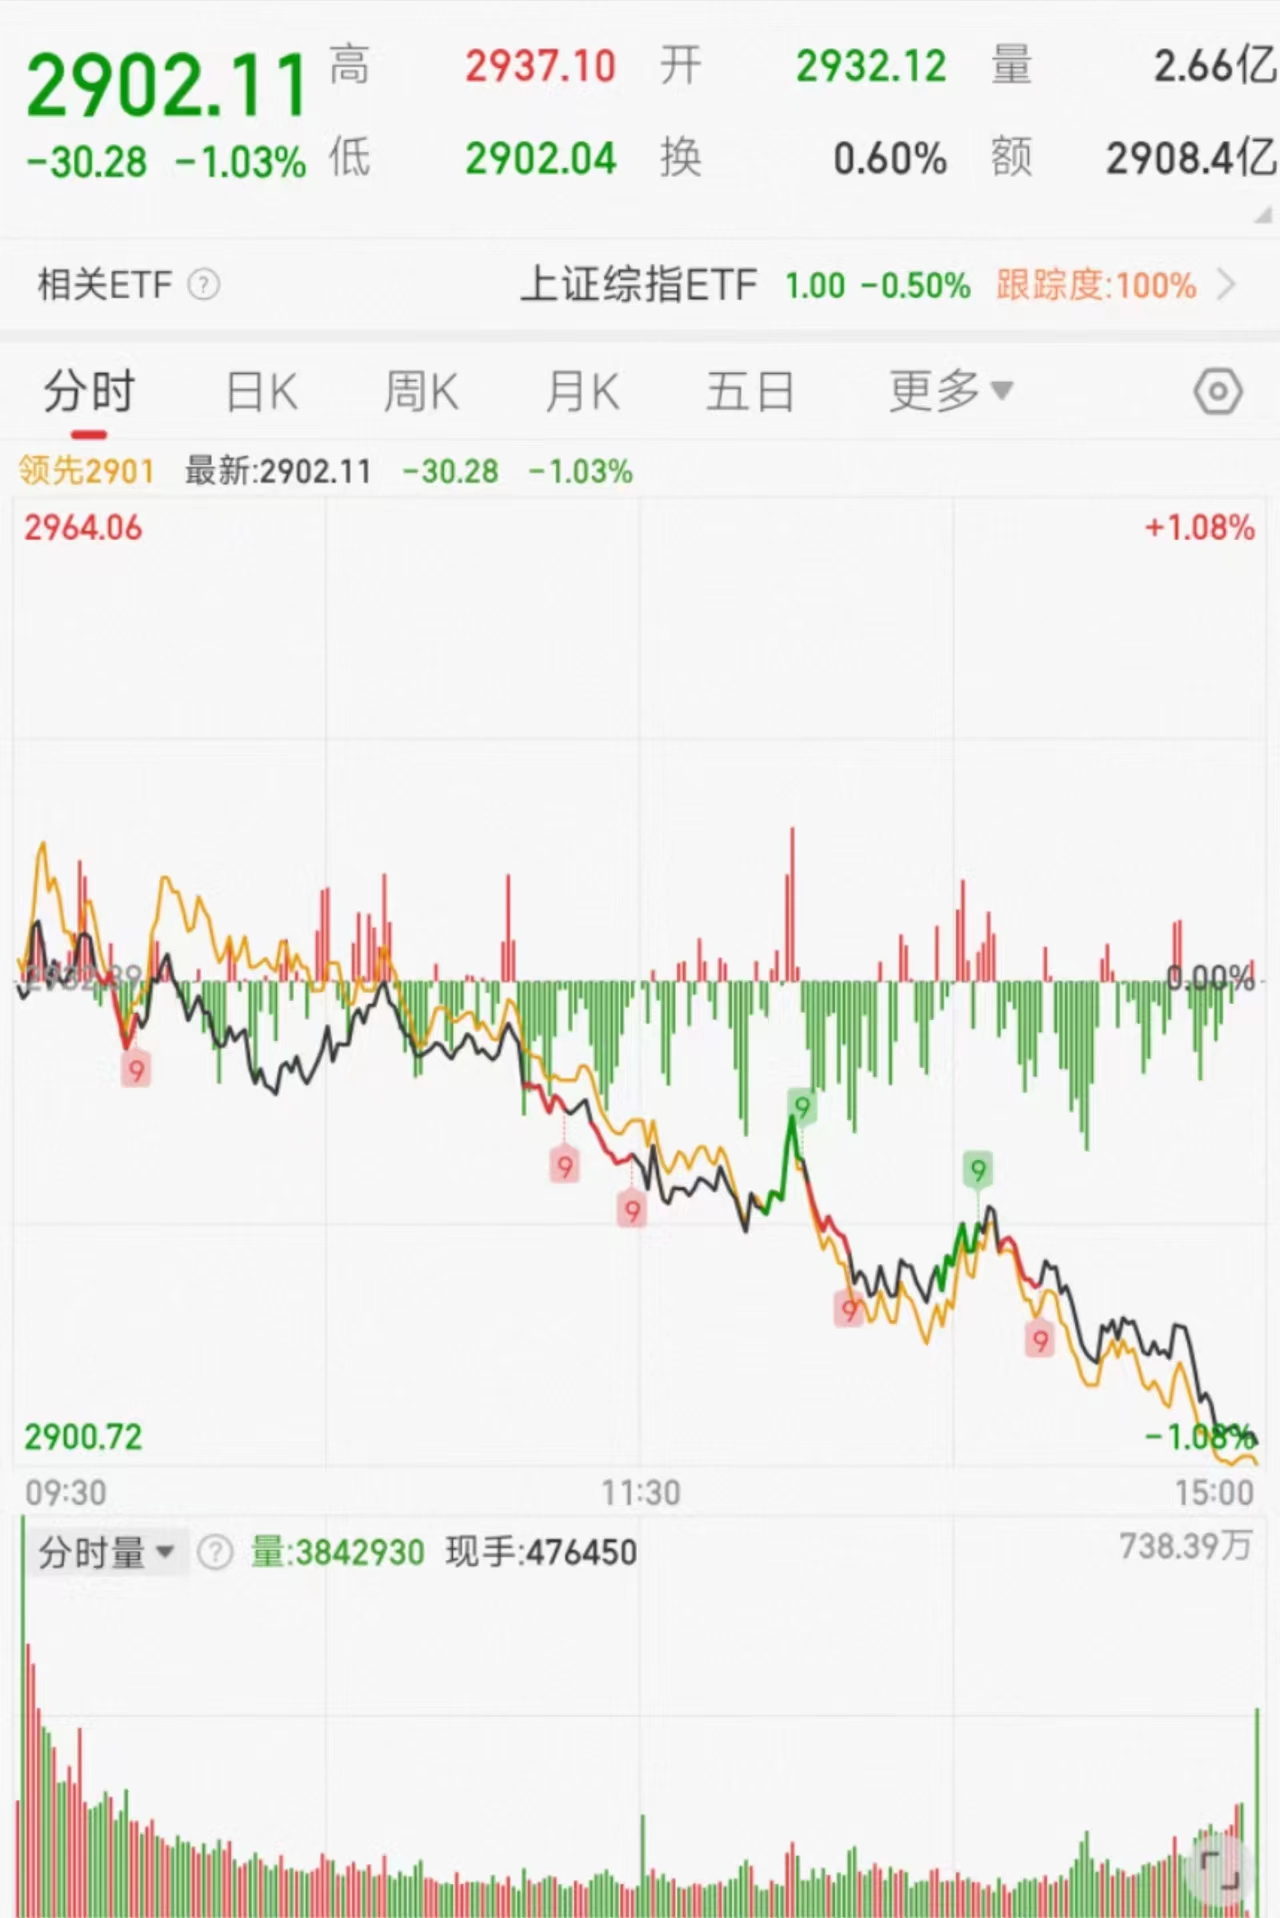 2902.11 高 2937.10 开 2932.12 量 2.66亿
-30.28 -1.03% 低 2902.04 换 0.60% 额 2908.4亿
相关ETF ? 上证综指ETF 1.00 -0.50% 跟踪度:100%
分时 日K 周K 月K 五日 更多
领先2901 最新:2902.11 -30.28 -1.03%
2964.06 +1.08%
2932.39 0.00%
9
9
9
9
9
9
9
2900.72 -1.08%
09:30 11:30 15:00
分时量 ? 量:3842930 现手:476450 738.39万